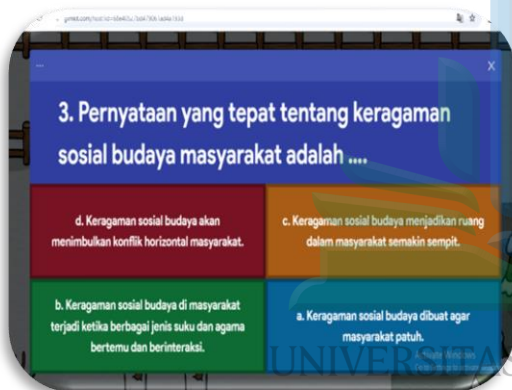 3. Pernyataan yang tepat tentang keragaman
sosial budaya masyarakat adalah ....
d. Keragaman sosial budaya akan
menimbulkan konflik horizontal masyarakat.
c. Keragaman sosial budaya menjadikan ruang
dalam masyarakat semakin sempit.
b. Keragaman sosial budaya di masyarakat
terjadi ketika berbagai jenis suku dan agama
bertemu dan berinteraksi.
a. Keragaman sosial budaya dibuat agar
masyarakat patuh.
Activate Windows
UNIVERSITAS